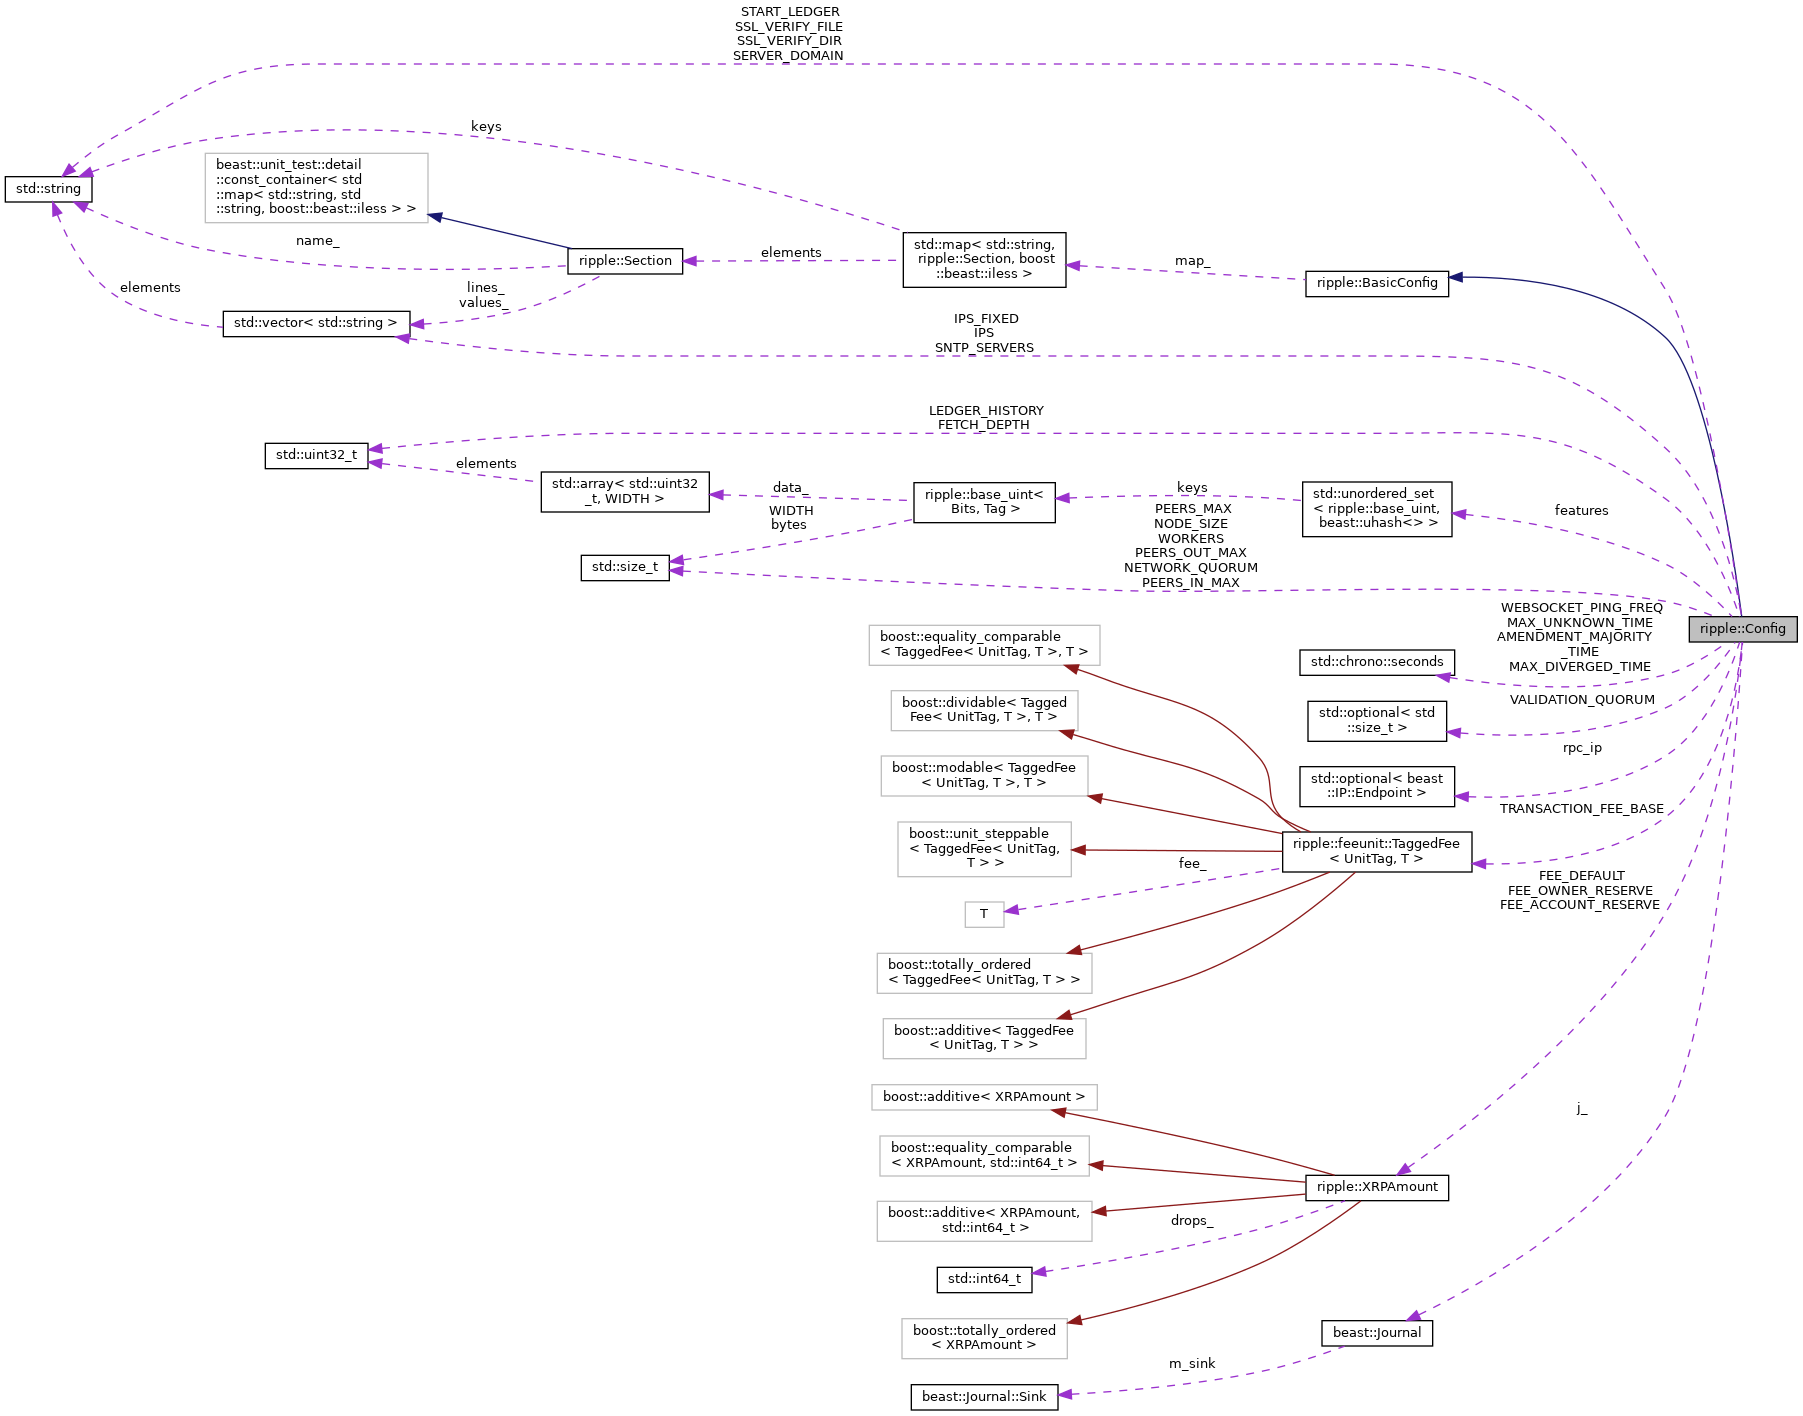 START_LEDGER
SSL_VERIFY_FILE
SSL_VERIFY_DIR
SERVER_DOMAIN
keys
beast::unit_test::detail
::const_container< std
::map< std::string, std
::string, boost::beast::iless > >
std::string
name_
ripple::Section
elements
std::map< std::string,
ripple::Section, boost
::beast::iless >
map_
ripple::BasicConfig
elements
lines_
values_
std::vector< std::string >
IPS_FIXED
IPS
SNTP_SERVERS
LEDGER_HISTORY
FETCH_DEPTH
std::uint32_t
elements
std::array< std::uint32
_t, WIDTH >
data_
WIDTH
bytes
ripple::base_uint<
Bits, Tag >
keys
std::unordered_set
< ripple::base_uint,
beast::uhash<> >
features
std::size_t
PEERS_MAX
NODE_SIZE
WORKERS
PEERS_OUT_MAX
NETWORK_QUORUM
PEERS_IN_MAX
ripple::Config
WEBSOCKET_PING_FREQ
MAX_UNKNOWN_TIME
AMENDMENT_MAJORITY
_TIME
MAX_DIVERGED_TIME
std::chrono::seconds
VALIDATION_QUORUM
std::optional< std
::size_t >
rpc_ip
std::optional< beast
::IP::Endpoint >
TRANSACTION_FEE_BASE
boost::equality_comparable
< TaggedFee< UnitTag, T >, T >
boost::dividable< Tagged
Fee< UnitTag, T >, T >
boost::modable< TaggedFee
< UnitTag, T >, T >
boost::unit_steppable
< TaggedFee< UnitTag,
T > >
ripple::feeunit::TaggedFee
< UnitTag, T >
fee_
T
FEE_DEFAULT
FEE_OWNER_RESERVE
FEE_ACCOUNT_RESERVE
boost::totally_ordered
< TaggedFee< UnitTag, T > >
boost::additive< TaggedFee
< UnitTag, T > >
boost::additive< XRPAmount >
j_
boost::equality_comparable
< XRPAmount, std::int64_t >
ripple::XRPAmount
boost::additive< XRPAmount,
std::int64_t >
drops_
std::int64_t
boost::totally_ordered
< XRPAmount >
beast::Journal
m_sink
beast::Journal::Sink